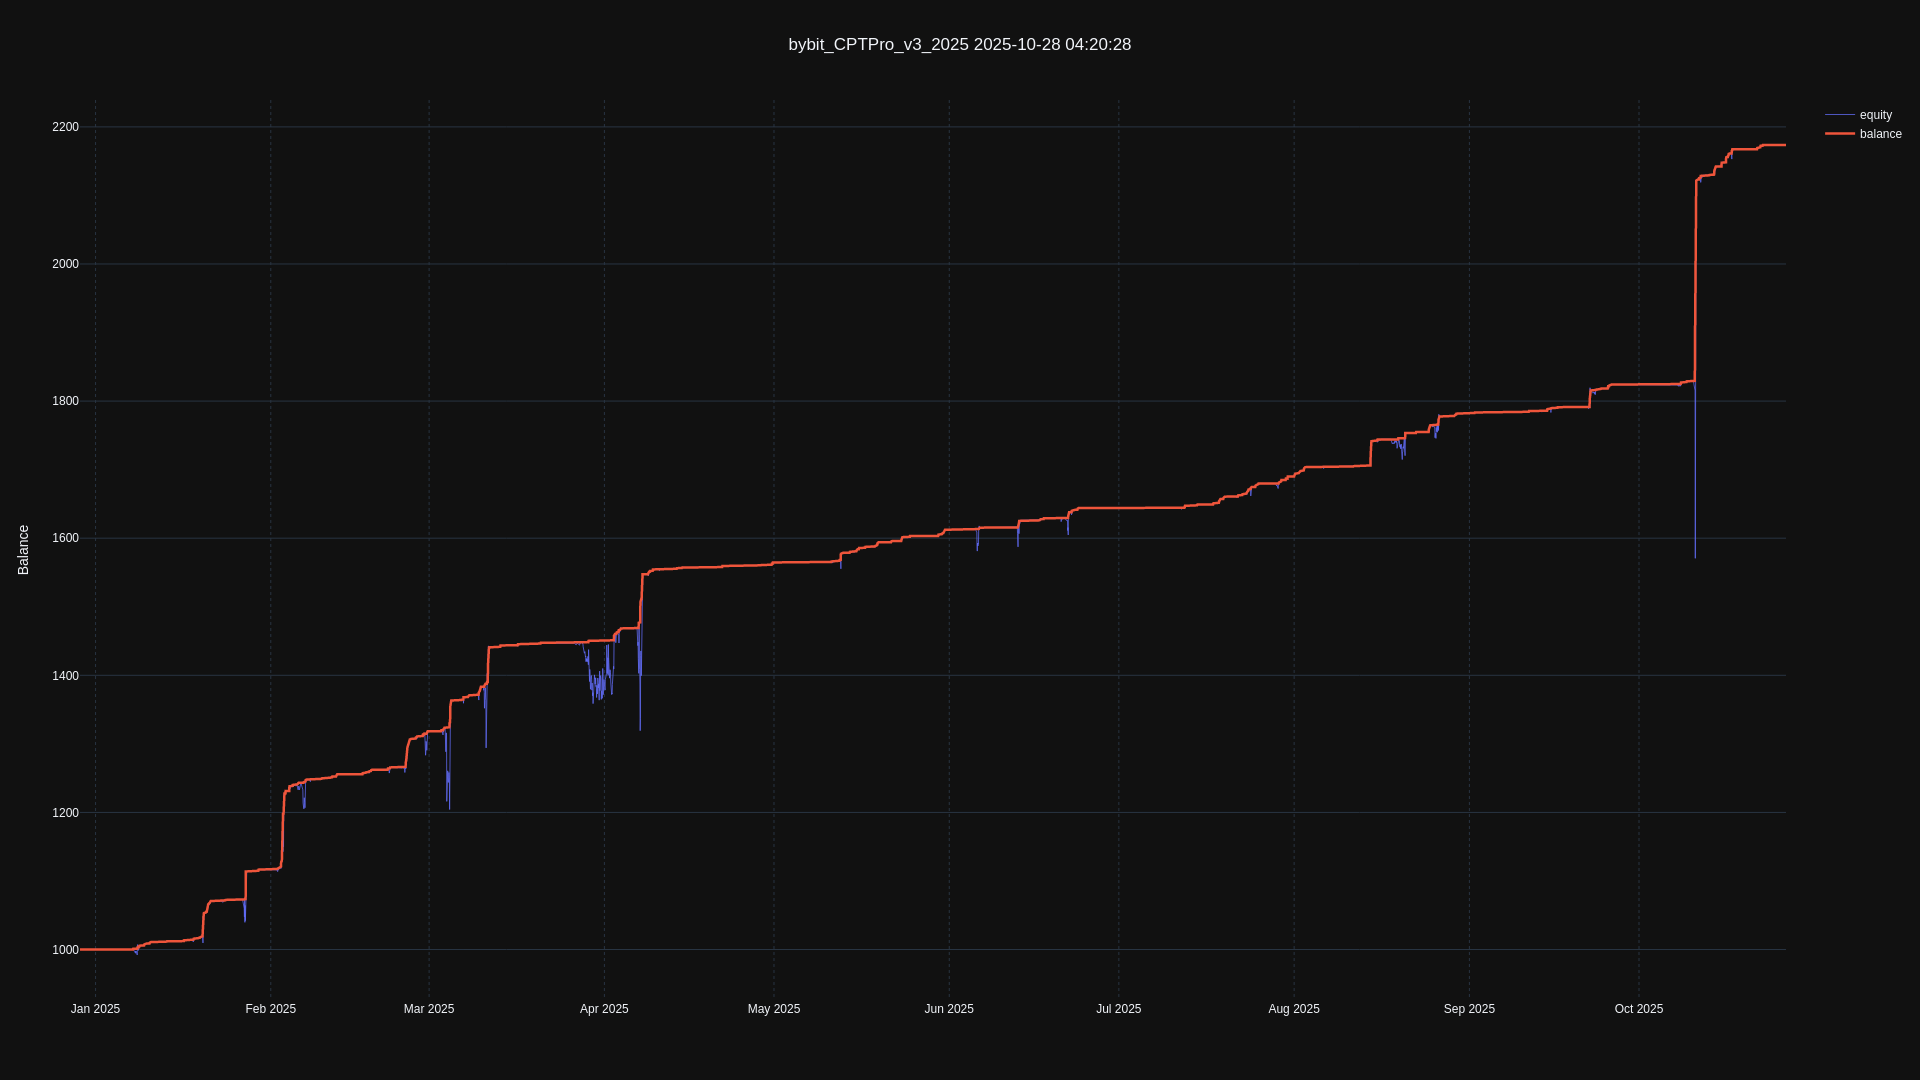 bybit_CPTPro_v3_2025 2025-10-28 04:20:28
equity
balance
2200
2000
1800
1600
1400
1200
1000
Balance
Jan 2025
Feb 2025
Mar 2025
Apr 2025
May 2025
Jun 2025
Jul 2025
Aug 2025
Sep 2025
Oct 2025